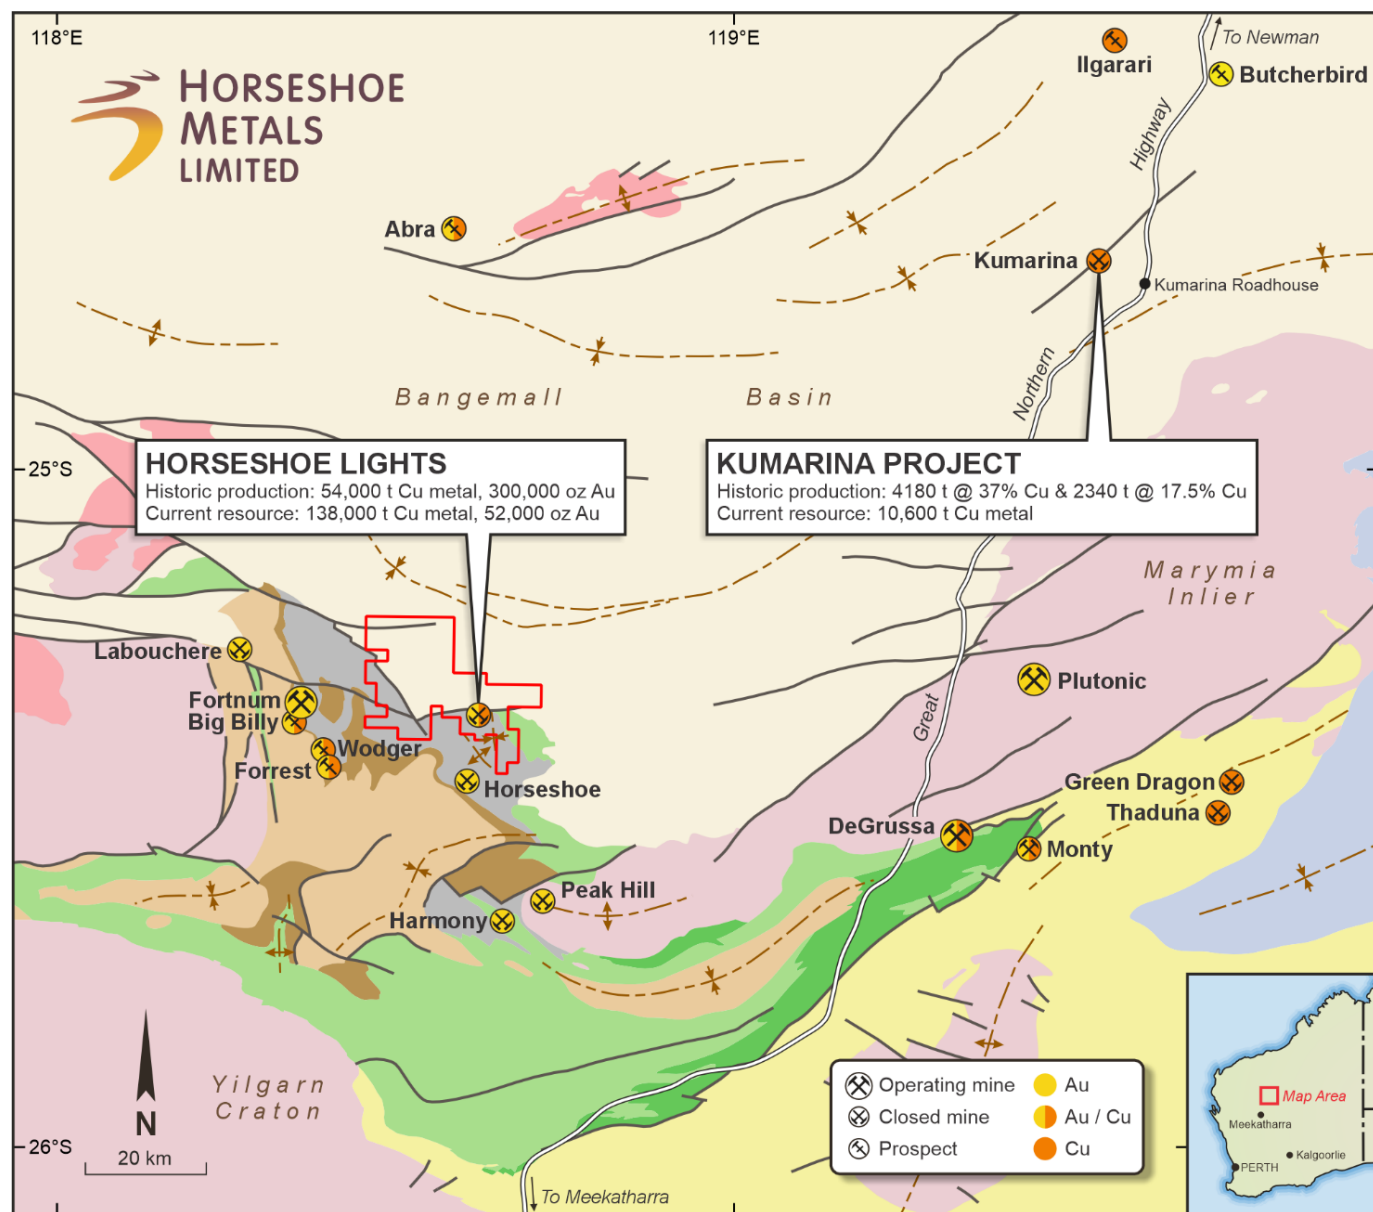 118°E
119°E
To Newman
Ilgarari
Butcherbird
HORSESHOE
METALS
LIMITED
Highway
Abra
Kumarina
Kumarina Roadhouse
Northern
Bangemall Basin
25°S
HORSESHOE LIGHTS
Historic production: 54,000 t Cu metal, 300,000 oz Au
Current resource: 138,000 t Cu metal, 52,000 oz Au
KUMARINA PROJECT
Historic production: 4180 t @ 37% Cu & 2340 t @ 17.5% Cu
Current resource: 10,600 t Cu metal
Marymia
Inlier
Labouchere
Fortnum
Big Billy
Wodger
Forrest
Horseshoe
Great
Plutonic
Green Dragon
Thaduna
DeGrussa
Monty
Peak Hill
Harmony
Yilgarn
Craton
N
20 km
26°S
To Meekatharra
Operating mine
Au
Closed mine
Au / Cu
Prospect
Cu
Map Area
Meekatharra
Kalgoorlie
PERTH